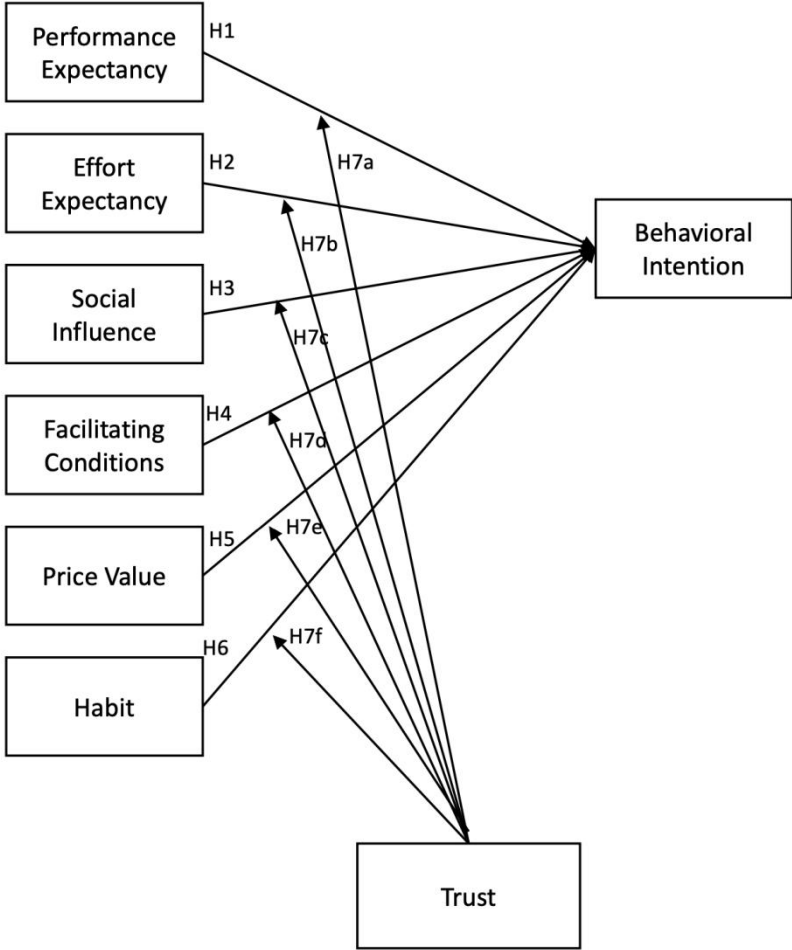 H1
Performance
Expectancy
H2
Effort
Expectancy
H7a
H7b
Behavioral
Intention
H3
Social
Influence
H7c
H4
Facilitating
Conditions
H7d
H5
Price Value
H7e
H6
Habit
H7f
Trust